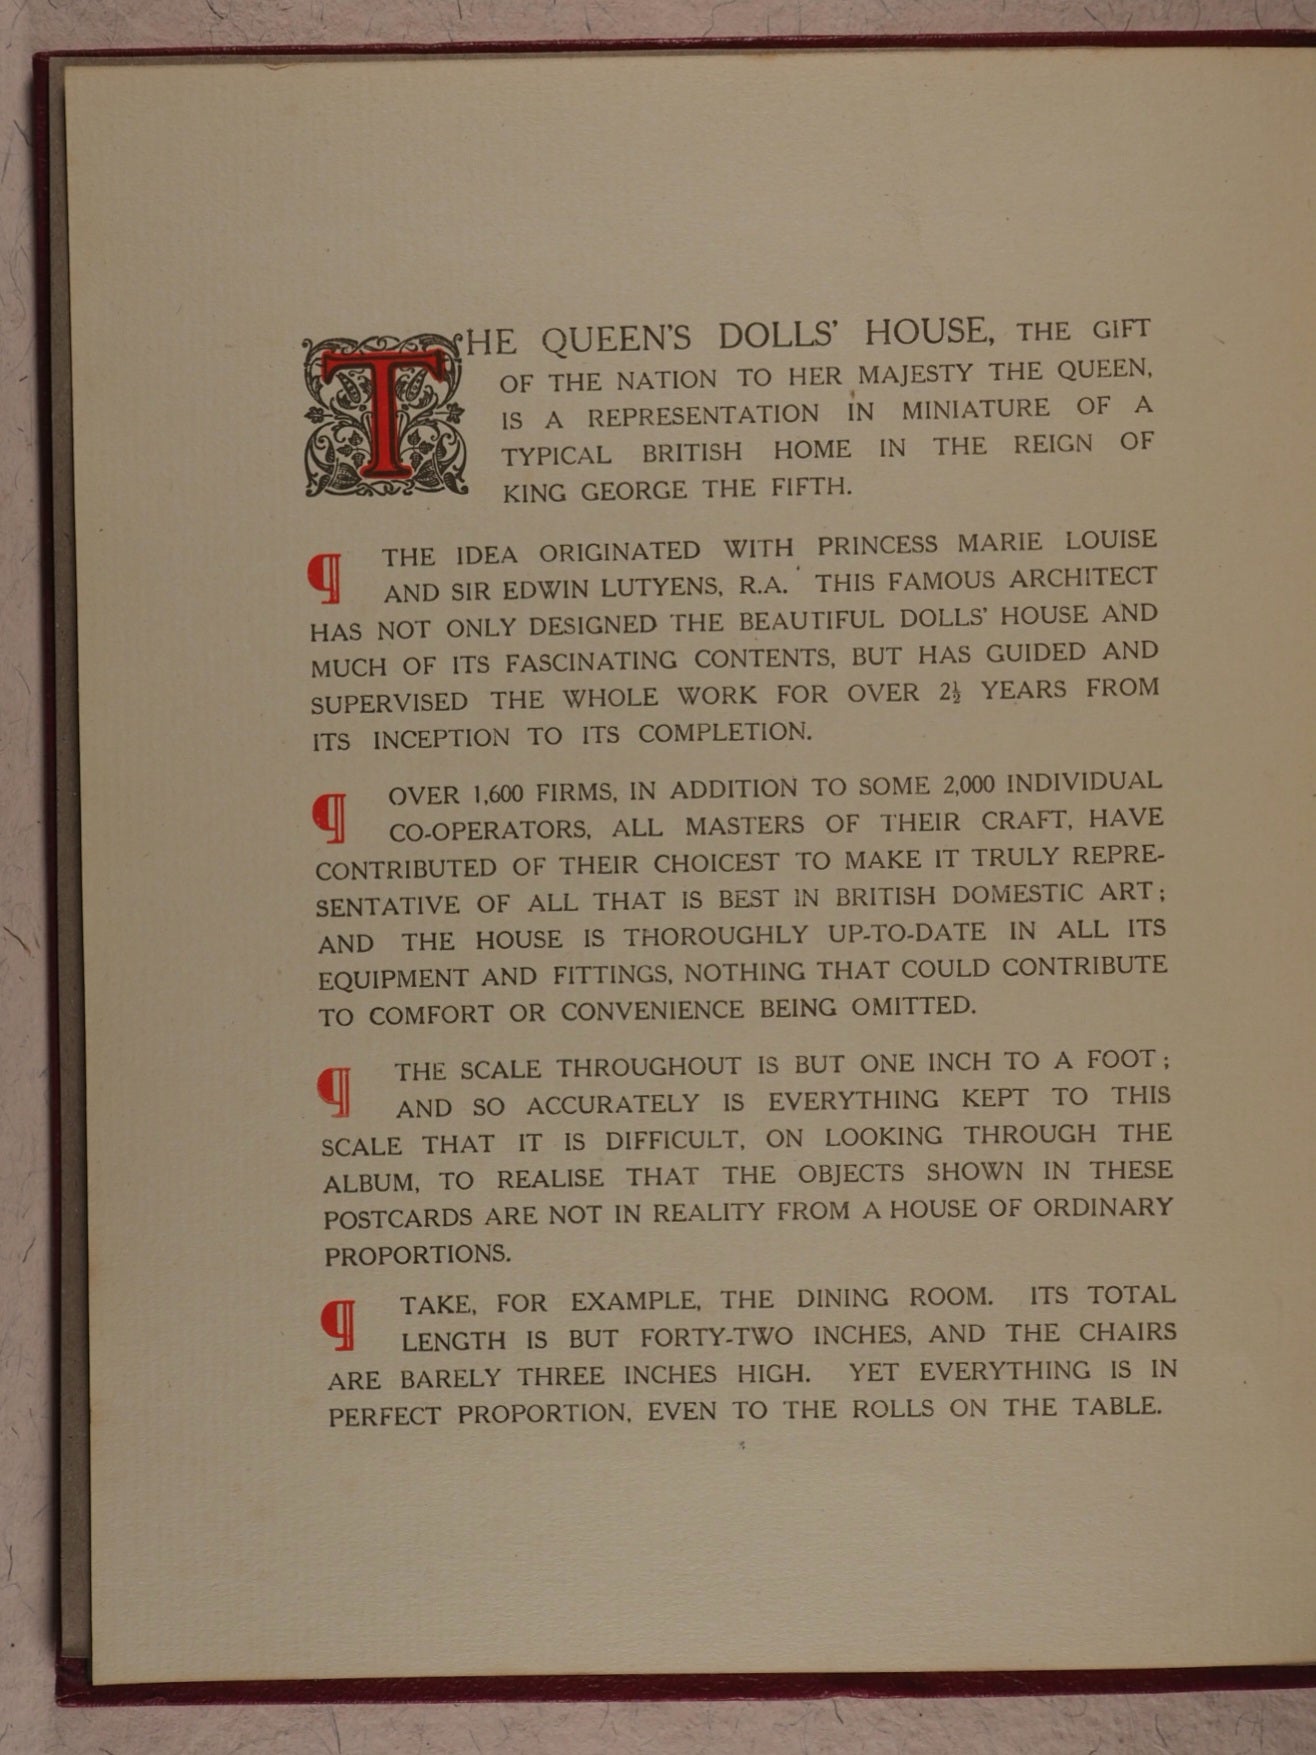 THE QUEEN'S DOLLS' HOUSE, THE GIFT
OF THE NATION TO HER MAJESTY THE QUEEN,
IS A REPRESENTATION IN MINIATURE OF A
TYPICAL BRITISH HOME IN THE REIGN OF
KING GEORGE THE FIFTH.
¶ THE IDEA ORIGINATED WITH PRINCESS MARIE LOUISE
AND SIR EDWIN LUTYENS, R.A. THIS FAMOUS ARCHITECT
HAS NOT ONLY DESIGNED THE BEAUTIFUL DOLLS' HOUSE AND
MUCH OF ITS FASCINATING CONTENTS, BUT HAS GUIDED AND
SUPERVISED THE WHOLE WORK FOR OVER 2½ YEARS FROM
ITS INCEPTION TO ITS COMPLETION.
¶ OVER 1,600 FIRMS, IN ADDITION TO SOME 2,000 INDIVIDUAL
CO-OPERATORS, ALL MASTERS OF THEIR CRAFT, HAVE
CONTRIBUTED OF THEIR CHOICEST TO MAKE IT TRULY REPRE-
SENTATIVE OF ALL THAT IS BEST IN BRITISH DOMESTIC ART;
AND THE HOUSE IS THOROUGHLY UP-TO-DATE IN ALL ITS
EQUIPMENT AND FITTINGS, NOTHING THAT COULD CONTRIBUTE
TO COMFORT OR CONVENIENCE BEING OMITTED.
¶ THE SCALE THROUGHOUT IS BUT ONE INCH TO A FOOT;
AND SO ACCURATELY IS EVERYTHING KEPT TO THIS
SCALE THAT IT IS DIFFICULT, ON LOOKING THROUGH THE
ALBUM, TO REALISE THAT THE OBJECTS SHOWN IN THESE
POSTCARDS ARE NOT IN REALITY FROM A HOUSE OF ORDINARY
PROPORTIONS.
¶ TAKE, FOR EXAMPLE, THE DINING ROOM. ITS TOTAL
LENGTH IS BUT FORTY-TWO INCHES, AND THE CHAIRS
ARE BARELY THREE INCHES HIGH. YET EVERYTHING IS IN
PERFECT PROPORTION, EVEN TO THE ROLLS ON THE TABLE.